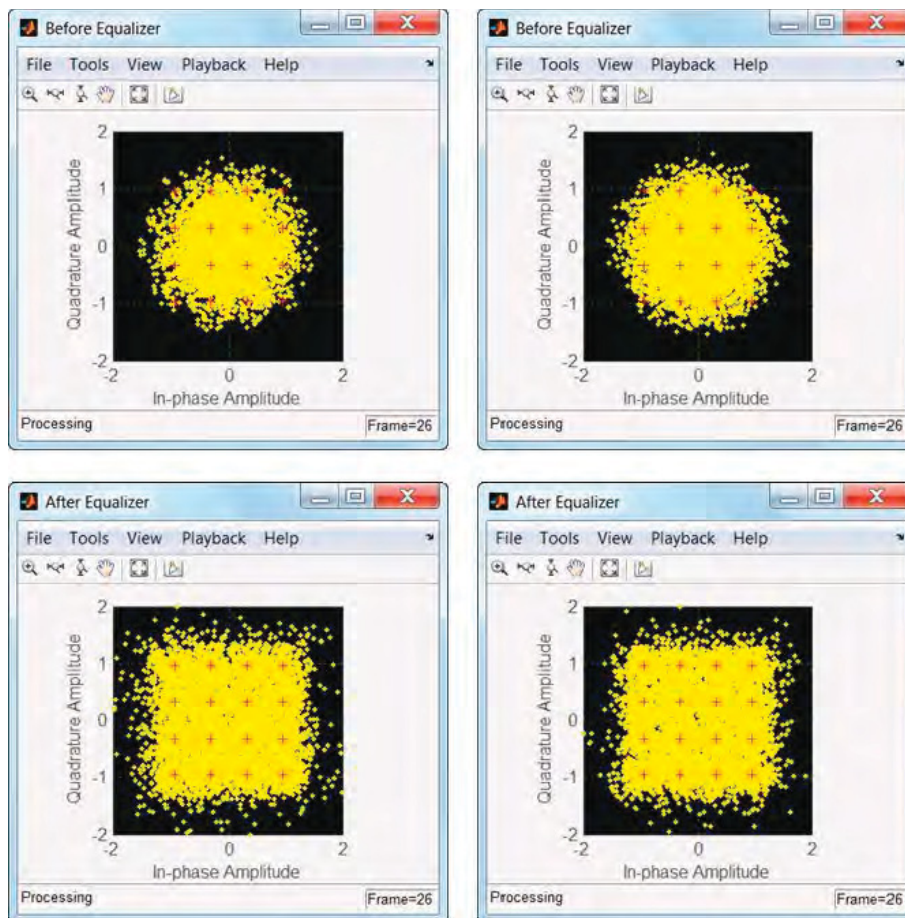 Before Equalizer
File Tools View Playback Help
2
1
0
-1
-2
Quadrature Amplitude
-2 0 2
In-phase Amplitude
Processing Frame=26
Before Equalizer
File Tools View Playback Help
2
1
0
-1
-2
Quadrature Amplitude
-2 0 2
In-phase Amplitude
Processing Frame=26
After Equalizer
File Tools View Playback Help
2
1
0
-1
-2
Quadrature Amplitude
-2 0 2
In-phase Amplitude
Processing Frame=26
After Equalizer
File Tools View Playback Help
2
1
0
-1
-2
Quadrature Amplitude
-2 0 2
In-phase Amplitude
Processing Frame=26